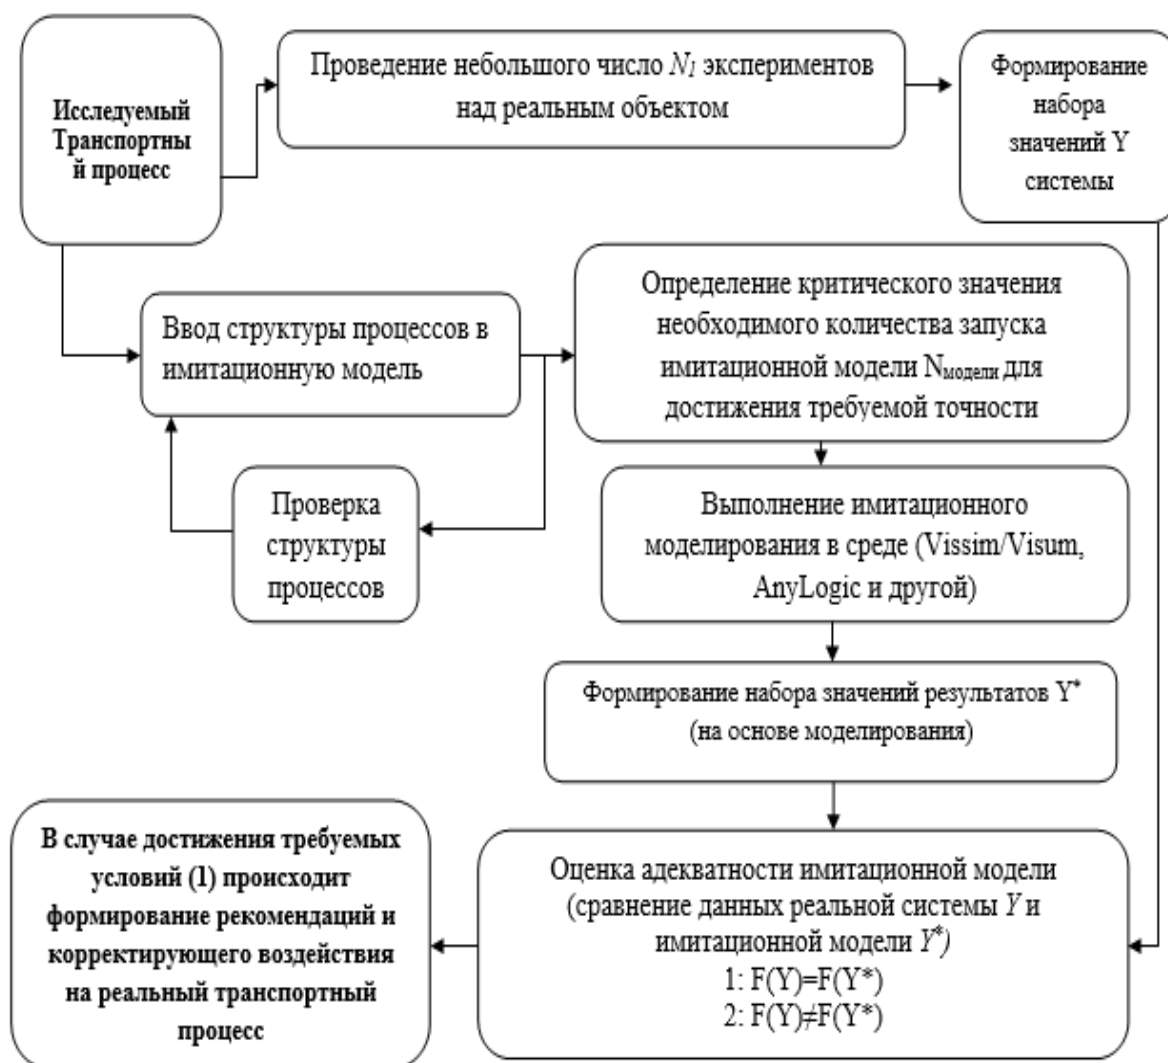 Исследуемый
Транспортны
й процесс
Проведение небольшого число N₁ экспериментов
над реальным объектом
Формирование
набора
значений Y
системы
Ввод структуры процессов в
имитационную модель
Проверка
структуры
процессов
Определение критического значения
необходимого количества запуска
имитационной модели Nмодели для
достижения требуемой точности
Выполнение имитационного
моделирования в среде (Vissim/Visum,
AnyLogic и другой)
Формирование набора значений результатов Y*
(на основе моделирования)
Оценка адекватности имитационной модели
(сравнение данных реальной системы Y и
имитационной модели Y*)
1: F(Y)=F(Y*)
2: F(Y)≠F(Y*)
В случае достижения требуемых
условий (1) происходит
формирование рекомендаций и
корректирующего воздействия
на реальный транспортный
процесс